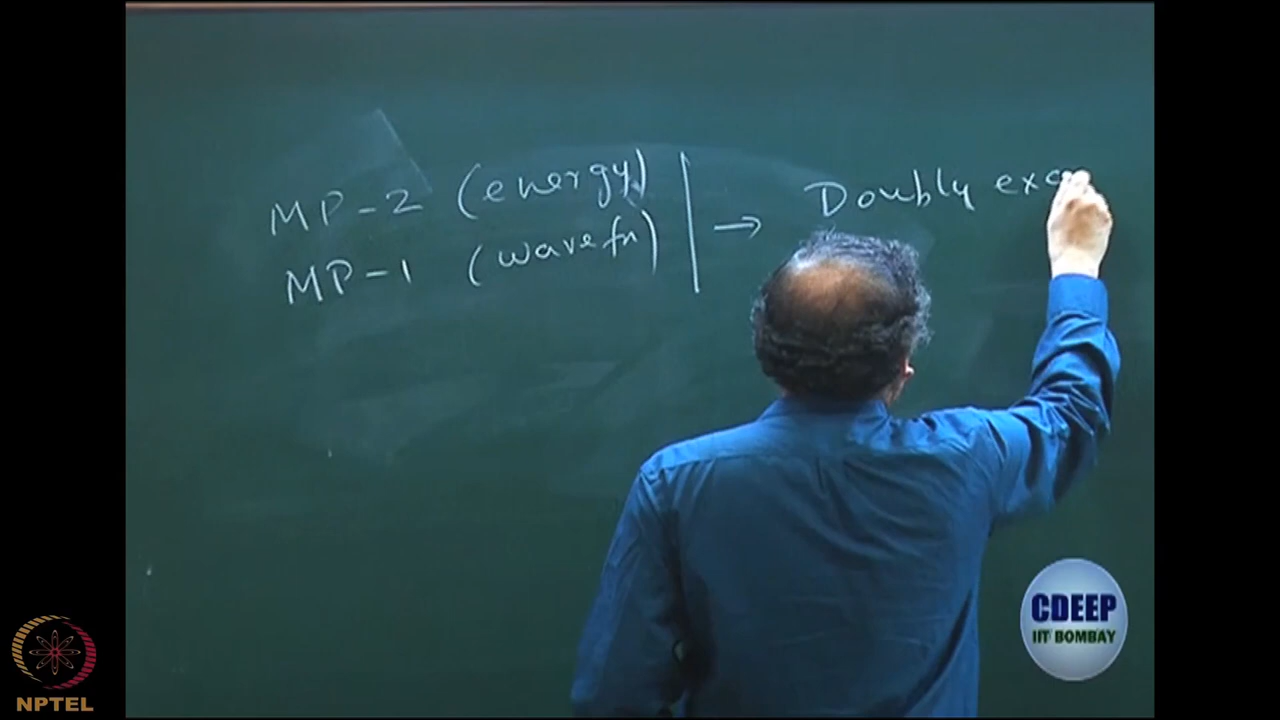 MP-2 (energy)
MP-1 (wavefn)
→ Doubly exc
CDEEP
IIT BOMBAY
NPTEL